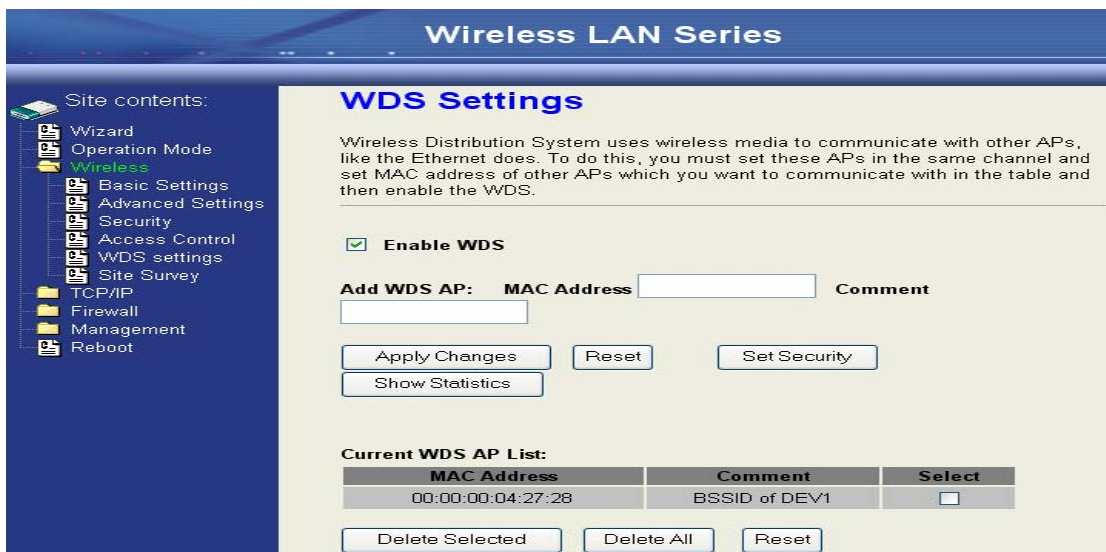 Wireless LAN Series
Site contents:
Wizard
Operation Mode
Wireless
Basic Settings
Advanced Settings
Security
Access Control
WDS settings
Site Survey
TCP/IP
Firewall
Management
Reboot
WDS Settings
Wireless Distribution System uses wireless media to communicate with other APs,
like the Ethernet does. To do this, you must set these APs in the same channel and
set MAC address of other APs which you want to communicate with in the table and
then enable the WDS.
Enable WDS
Add WDS AP: MAC Address Comment
Apply Changes Reset Set Security
Show Statistics
Current WDS AP List:
MAC Address Comment Select
00:00:00:04:27:28 BSSID of DEV1
Delete Selected Delete All Reset